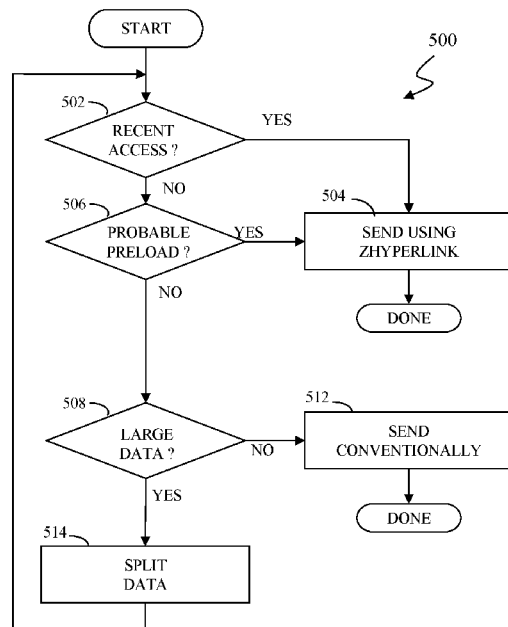 START
500
502
RECENT
ACCESS ?
YES
NO
506
PROBABLE
PRELOAD ?
YES
504
SEND USING
ZHYPERLINK
NO
DONE
508
LARGE
DATA ?
NO
512
SEND
CONVENTIONALLY
YES
DONE
514
SPLIT
DATA